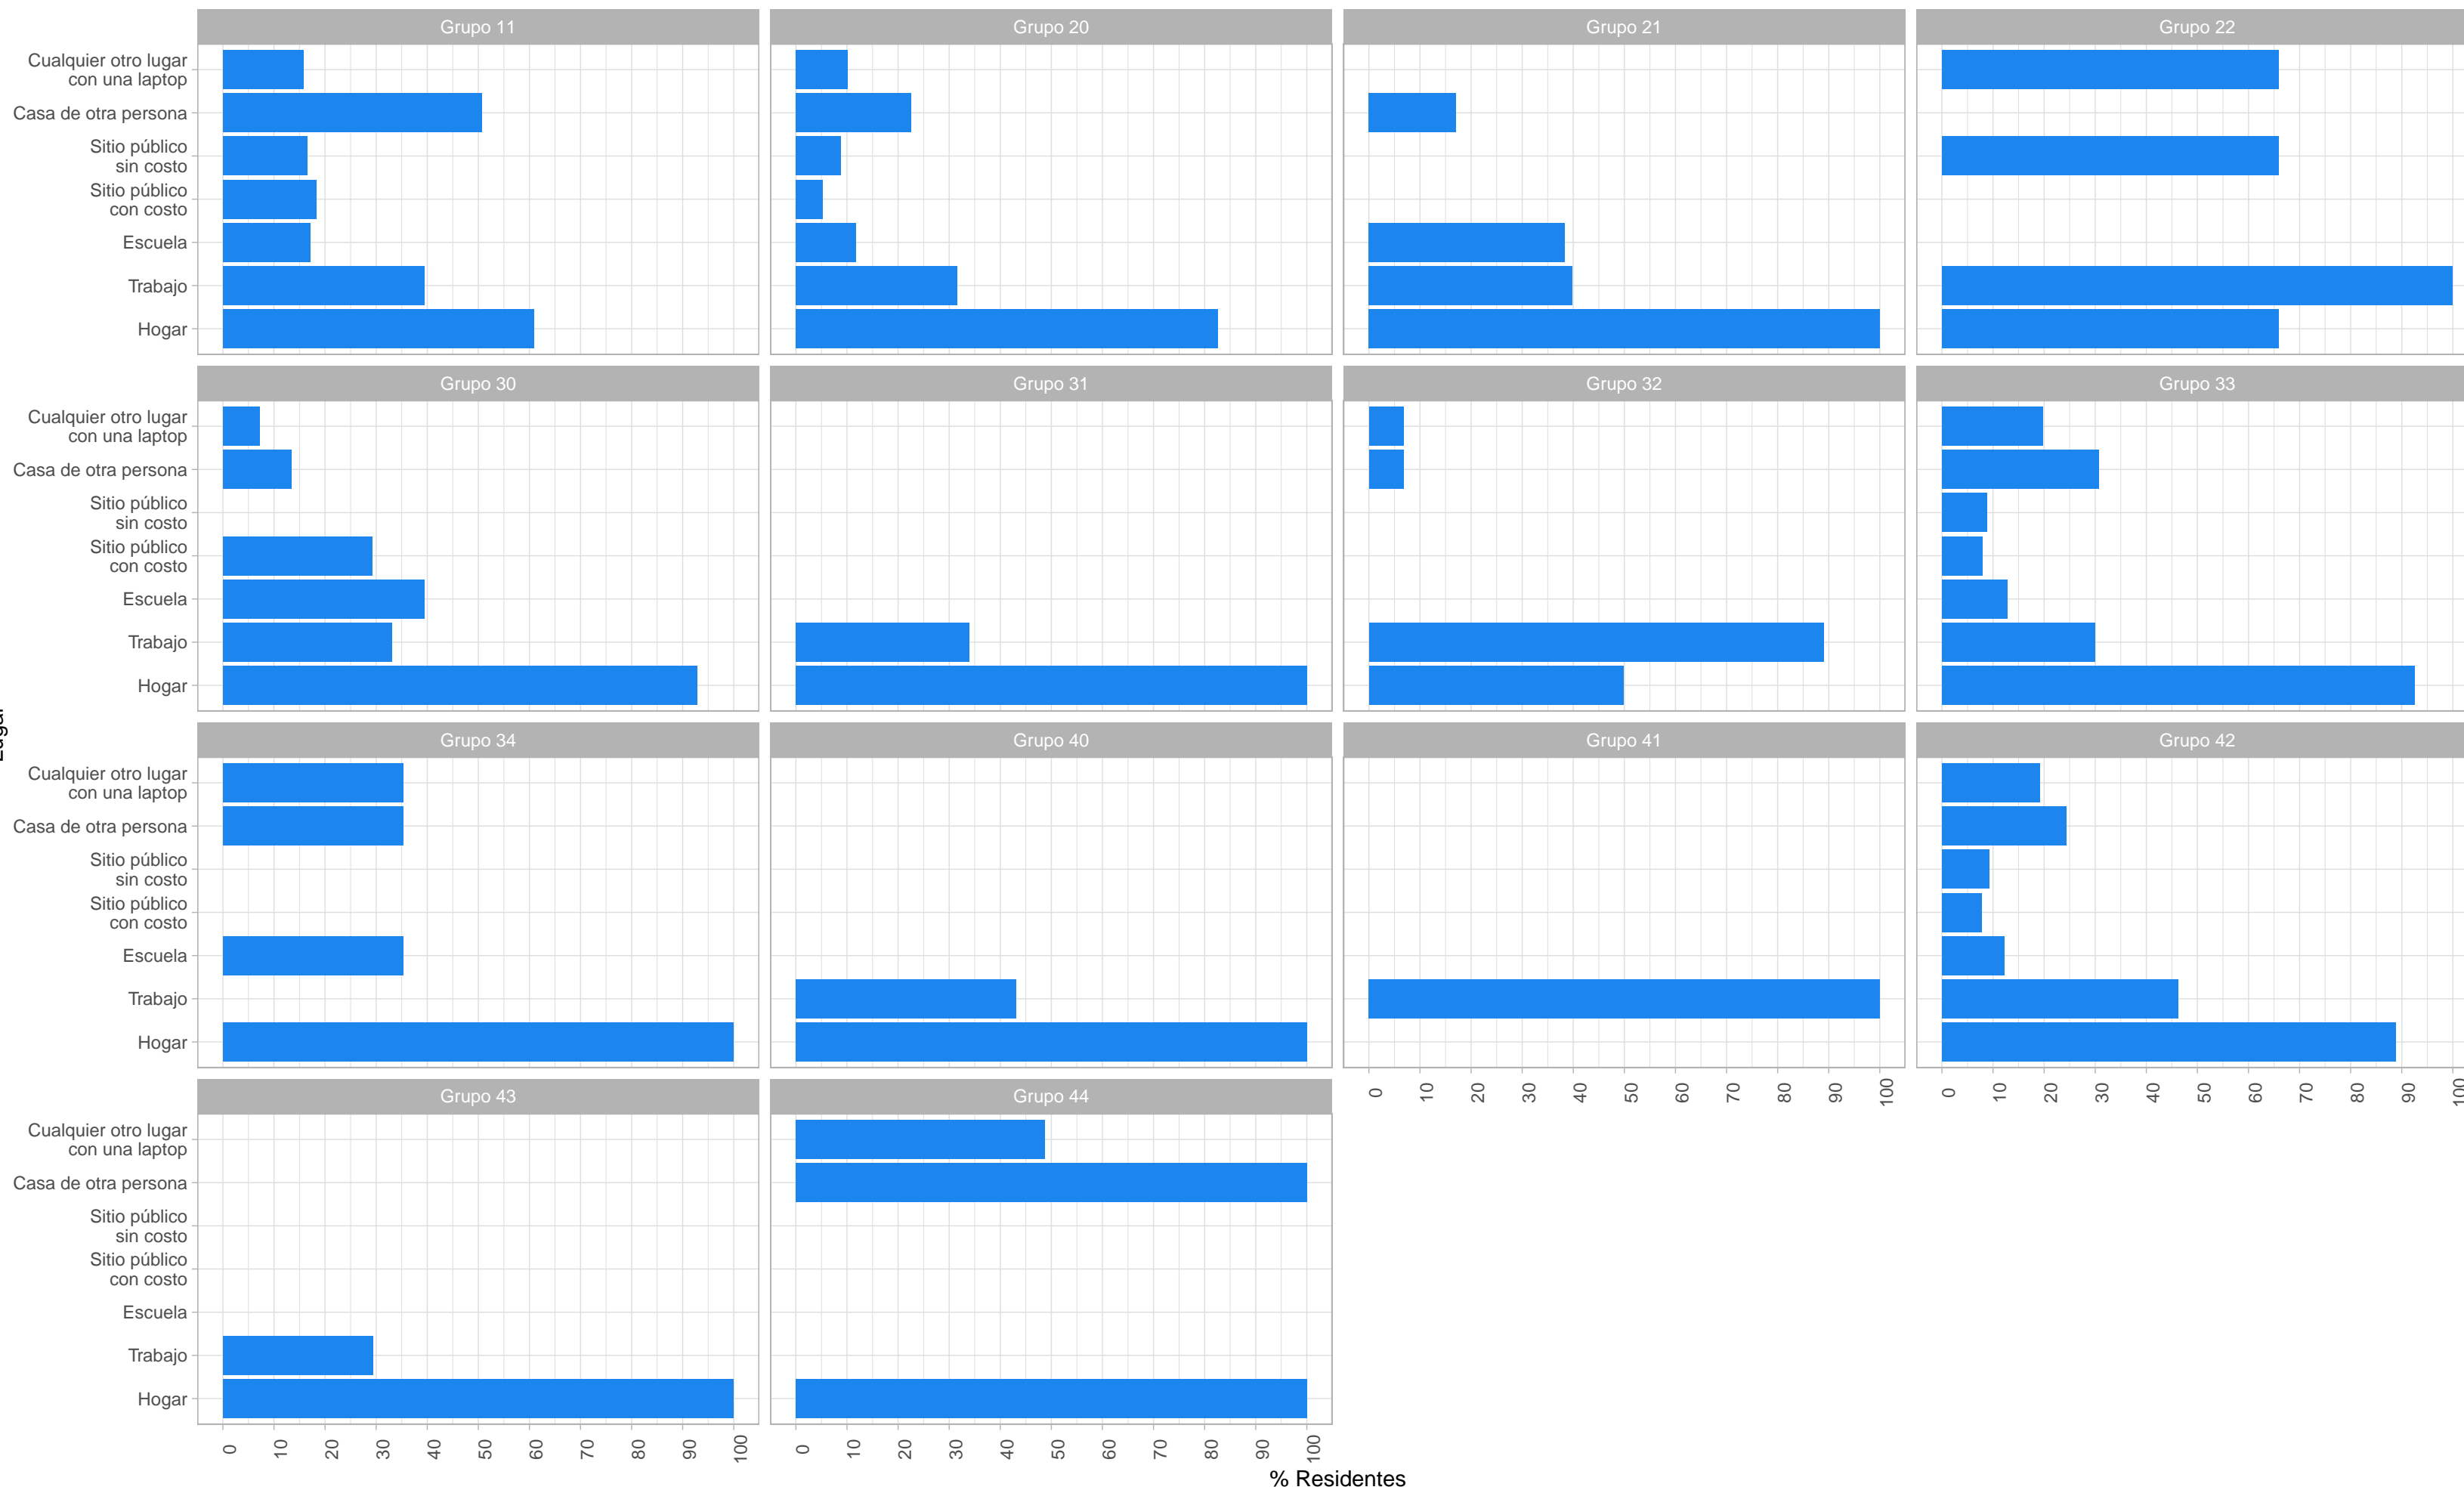 Grupo 11
Grupo 20
Grupo 21
Grupo 22
Cualquier otro lugar
con una laptop
Casa de otra persona
Sitio público
sin costo
Sitio público
con costo
Escuela
Trabajo
Hogar
Grupo 30
Grupo 31
Grupo 32
Grupo 33
Cualquier otro lugar
con una laptop
Casa de otra persona
Sitio público
sin costo
Sitio público
con costo
Escuela
Trabajo
Hogar
Grupo 34
Grupo 40
Grupo 41
Grupo 42
Cualquier otro lugar
con una laptop
Casa de otra persona
Sitio público
sin costo
Sitio público
con costo
Escuela
Trabajo
Hogar
0 10 20 30 40 50 60 70 80 90 100
0 10 20 30 40 50 60 70 80 90 100
Grupo 43
Grupo 44
Cualquier otro lugar
con una laptop
Casa de otra persona
Sitio público
sin costo
Sitio público
con costo
Escuela
Trabajo
Hogar
0 10 20 30 40 50 60 70 80 90 100
0 10 20 30 40 50 60 70 80 90 100
% Residentes